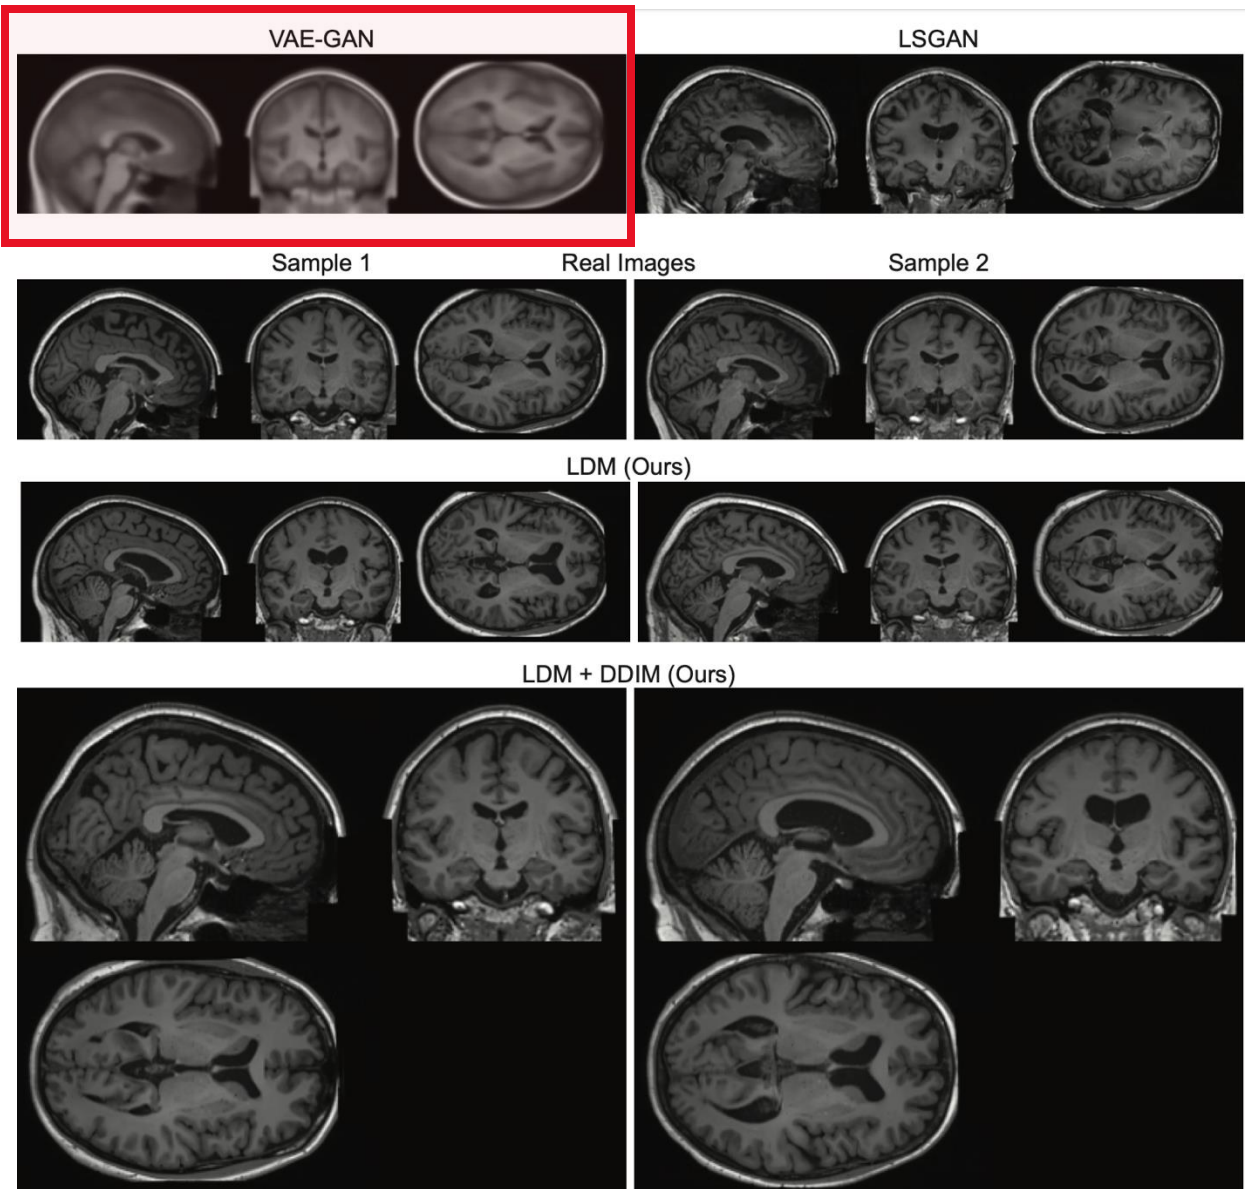 VAE-GAN
LSGAN
Sample 1
Real Images
Sample 2
LDM (Ours)
LDM + DDIM (Ours)